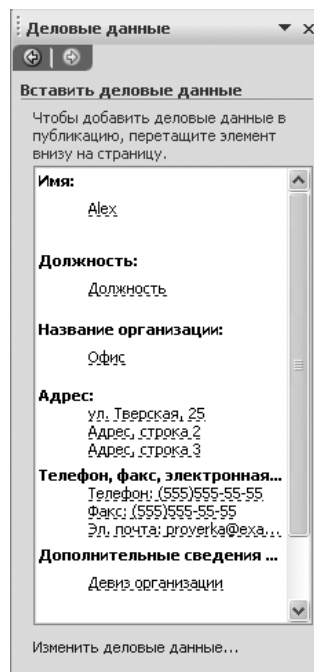 Деловые данные
Вставить деловые данные
Чтобы добавить деловые данные в
публикацию, перетащите элемент
внизу на страницу.
Имя:
Alex
Должность:
Должность
Название организации:
Офис
Адрес:
ул. Тверская, 25
Адрес, строка 2
Адрес, строка 3
Телефон, факс, электронная...
Телефон: (555)555-55-55
Факс: (555)555-55-55
Эл. почта: proverka@exa...
Дополнительные сведения ...
Девиз организации
Изменить деловые данные...